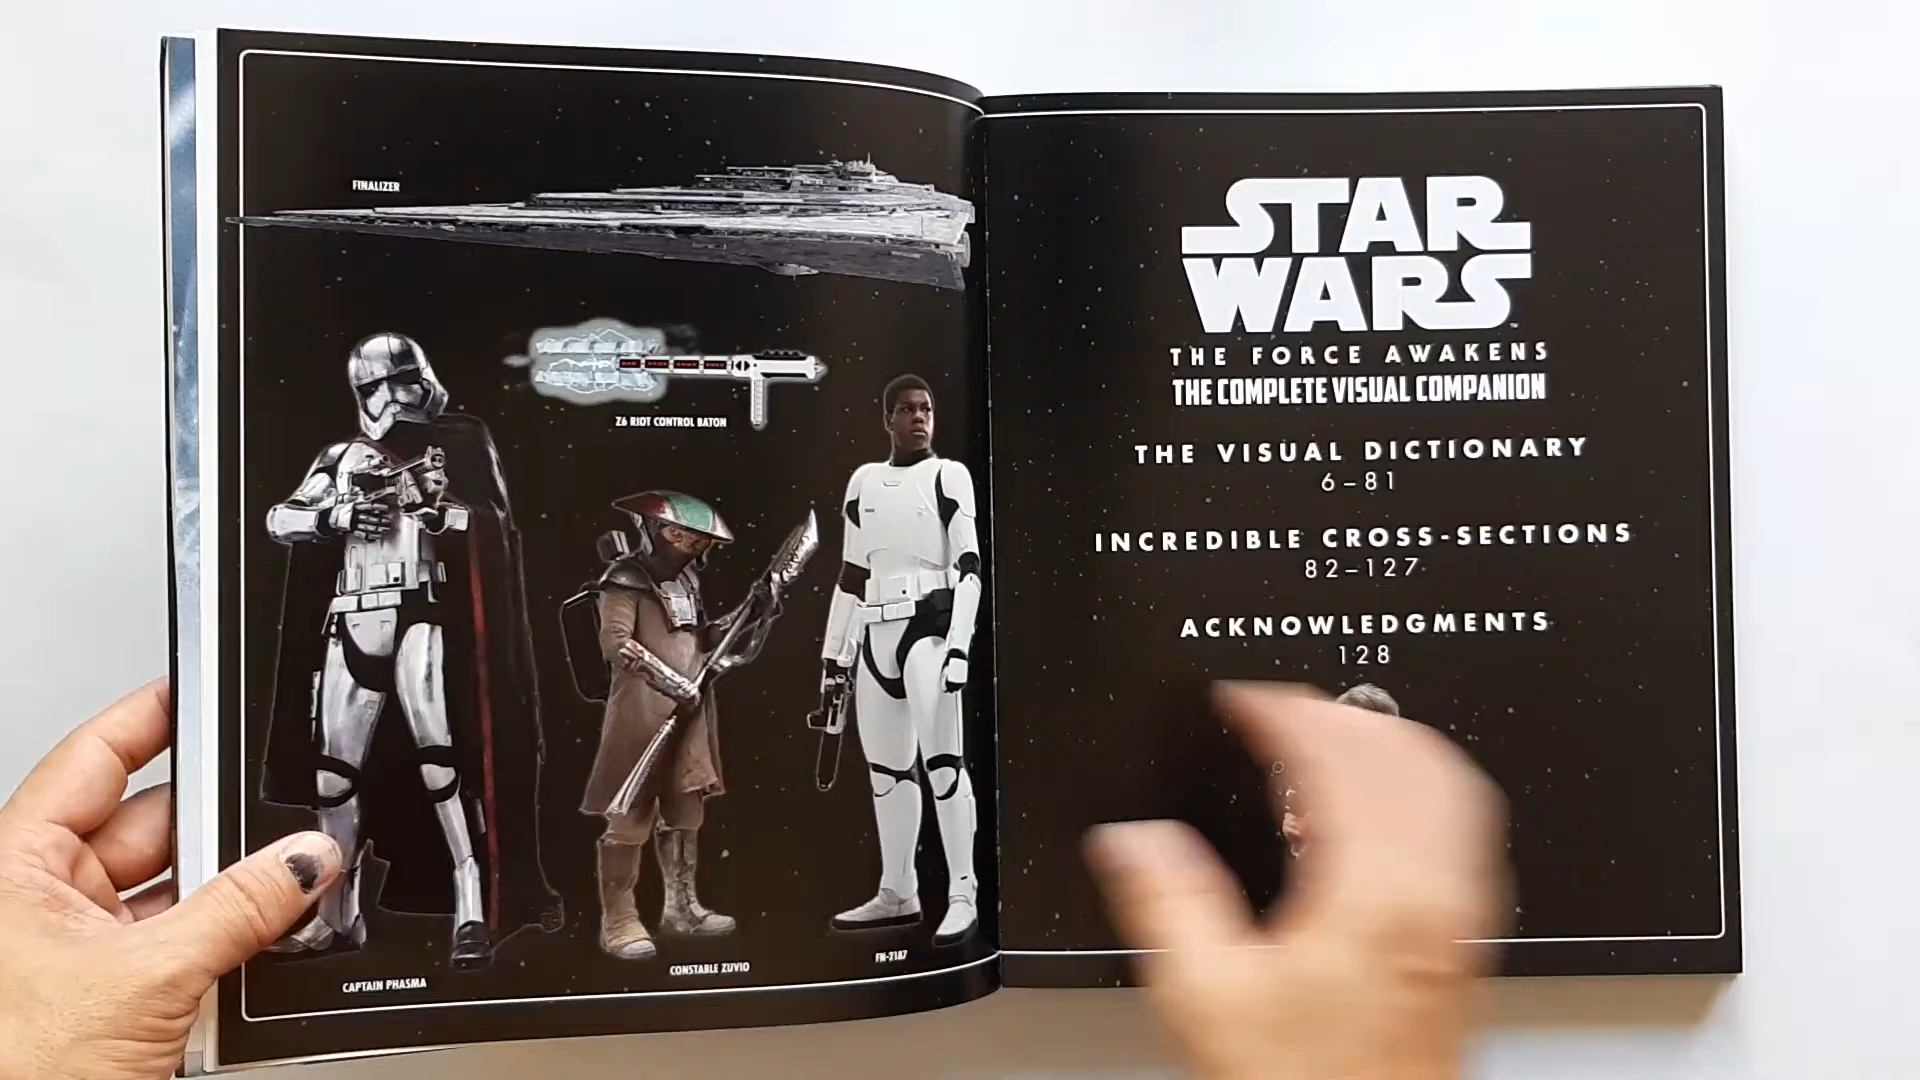 FINALIZER
Z6 RIOT CONTROL BATON
CAPTAIN PHASMA
CONSTABLE ZUVIO
FN-2187
STAR
WARS
THE FORCE AWAKENS
THE COMPLETE VISUAL COMPANION
THE VISUAL DICTIONARY
6–81
INCREDIBLE CROSS-SECTIONS
82–127
ACKNOWLEDGMENTS
128